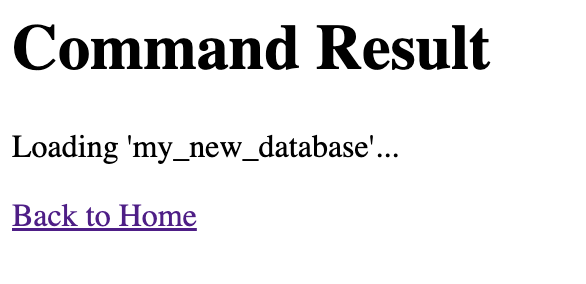 Command Result
Loading 'my_new_database'...
Back to Home